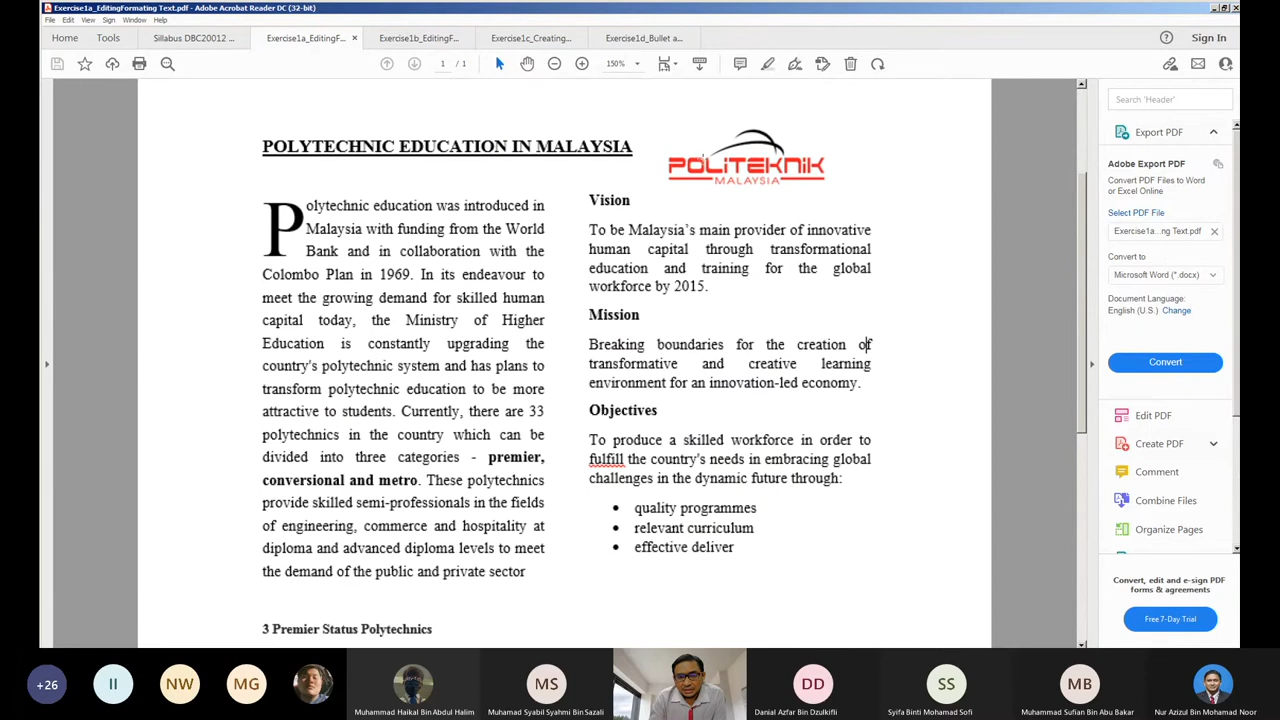 Exercise1a_EditingFormating Text.pdf - Adobe Acrobat Reader DC (32-bit)
File Edit View Sign Window Help
Home Tools Sillabus DBC20012 ... Exercise1a_EditingF... Exercise1b_EditingF... Exercise1c_Creating... Exercise1d_Bullet a... Sign In
1 / 1 150%
POLYTECHNIC EDUCATION IN MALAYSIA
Polytechnic education was introduced in
Malaysia with funding from the World
Bank and in collaboration with the
Colombo Plan in 1969. In its endeavour to
meet the growing demand for skilled human
capital today, the Ministry of Higher
Education is constantly upgrading the
country's polytechnic system and has plans to
transform polytechnic education to be more
attractive to students. Currently, there are 33
polytechnics in the country which can be
divided into three categories - premier,
conversional and metro. These polytechnics
provide skilled semi-professionals in the fields
of engineering, commerce and hospitality at
diploma and advanced diploma levels to meet
the demand of the public and private sector
3 Premier Status Polytechnics
POLITEKNIK
MALAYSIA
Vision
To be Malaysia’s main provider of innovative
human capital through transformational
education and training for the global
workforce by 2015.
Mission
Breaking boundaries for the creation of
transformative and creative learning
environment for an innovation-led economy.
Objectives
To produce a skilled workforce in order to
fulfill the country's needs in embracing global
challenges in the dynamic future through:
• quality programmes
• relevant curriculum
• effective deliver
Search 'Header'
Export PDF
Adobe Export PDF
Convert PDF Files to Word
or Excel Online
Select PDF File
Exercise1a...ng Text.pdf
Convert to
Microsoft Word (*.docx)
Document Language:
English (U.S.) Change
Convert
Edit PDF
Create PDF
Comment
Combine Files
Organize Pages
Convert, edit and e-sign PDF
forms & agreements
Free 7-Day Trial
+26 II NW MG MS DD SS MB
Muhammad Haikal Bin Abdul Halim Muhamad Syabil Syahmi Bin Sazali Danial Azfar Bin Dzulkifli Syifa Binti Mohamad Sofi Muhammad Sufian Bin Abu Bakar Nur Azizul Bin Mohamad Noor